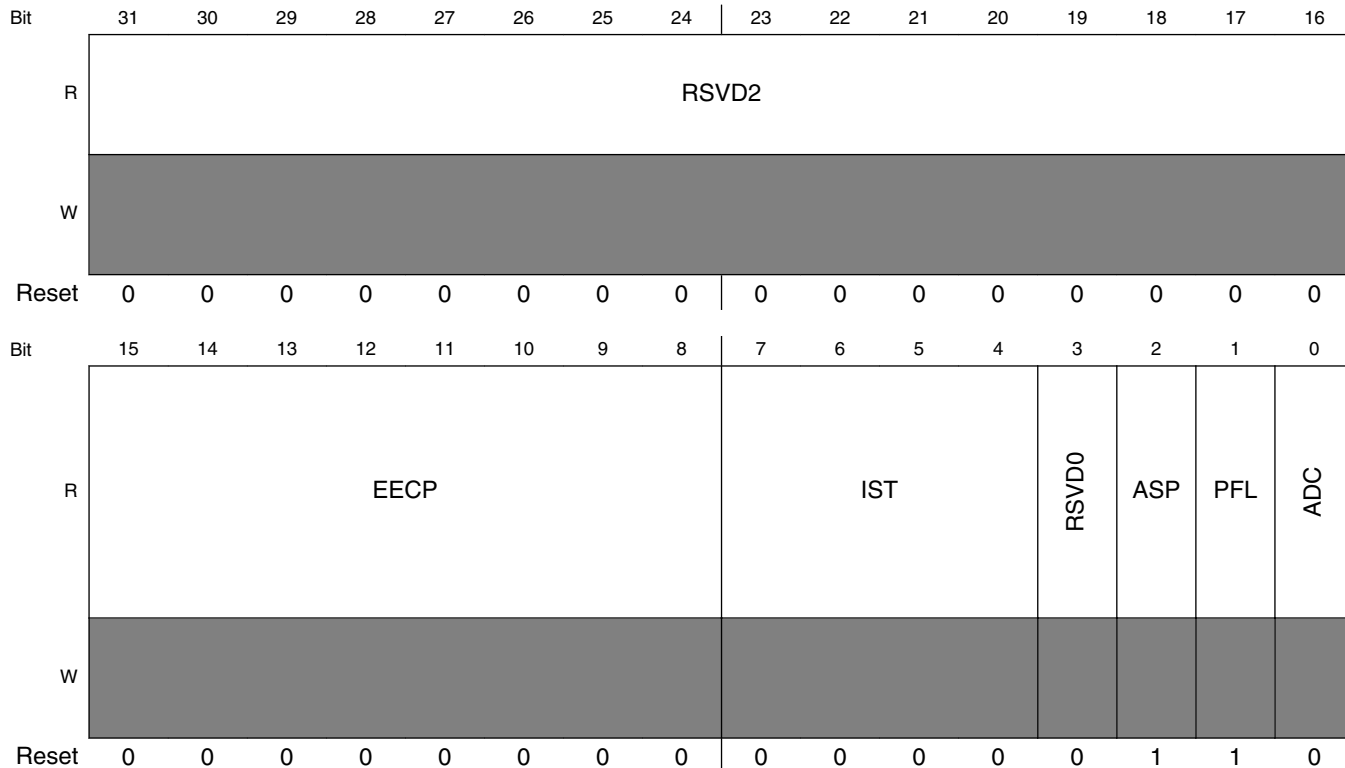 Bit 31 30 29 28 27 26 25 24 23 22 21 20 19 18 17 16
R RSVD2
W
Reset 0 0 0 0 0 0 0 0 0 0 0 0 0 0 0 0
Bit 15 14 13 12 11 10 9 8 7 6 5 4 3 2 1 0
R EECP IST RSVD0 ASP PFL ADC
W
Reset 0 0 0 0 0 0 0 0 0 0 0 0 0 1 1 0